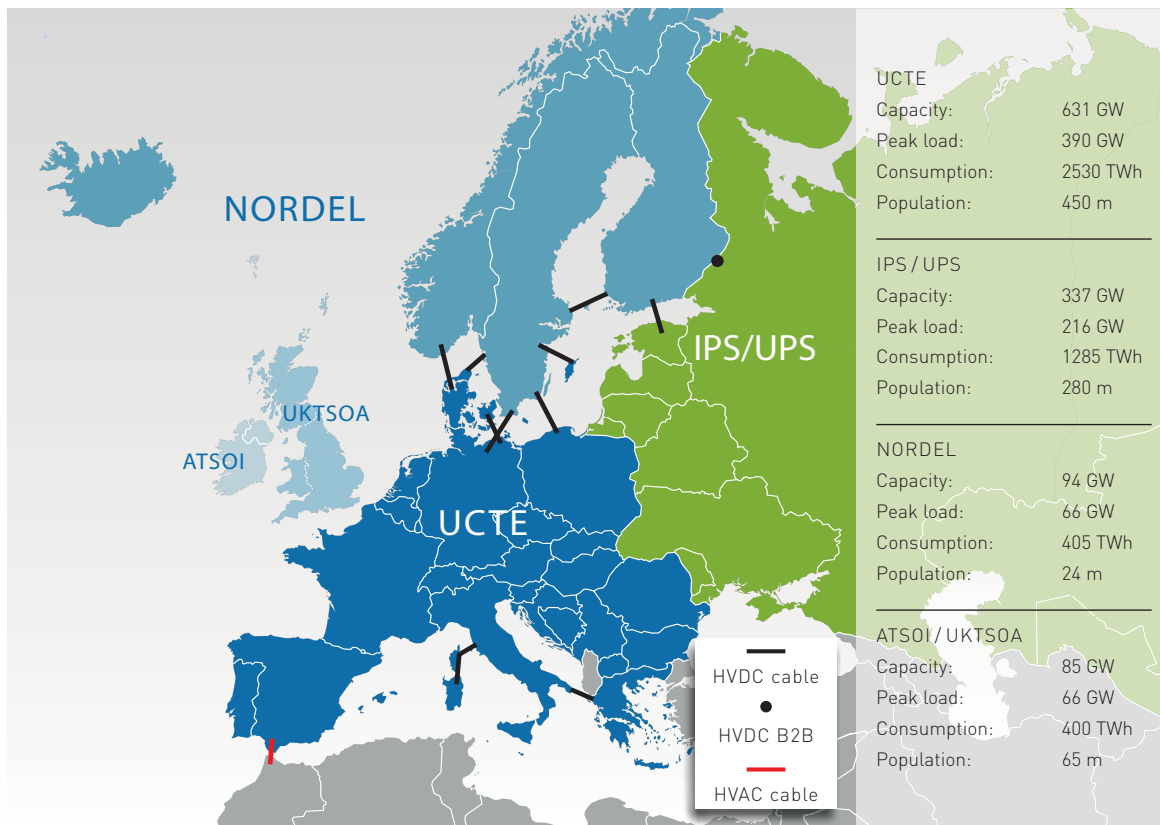 NORDEL
IPS/UPS
UKTSOA
ATSOI
UCTE
HVDC cable
HVDC B2B
HVAC cable
UCTE
Capacity: 631 GW
Peak load: 390 GW
Consumption: 2530 TWh
Population: 450 m
IPS / UPS
Capacity: 337 GW
Peak load: 216 GW
Consumption: 1285 TWh
Population: 280 m
NORDEL
Capacity: 94 GW
Peak load: 66 GW
Consumption: 405 TWh
Population: 24 m
ATSOI / UKTSOA
Capacity: 85 GW
Peak load: 66 GW
Consumption: 400 TWh
Population: 65 m